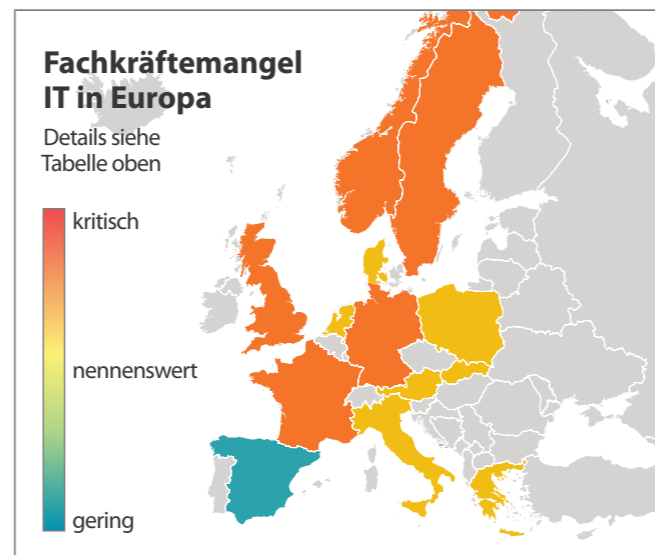 Fachkräftemangel
IT in Europa
Details siehe
Tabelle oben
kritisch
nennenswert
gering